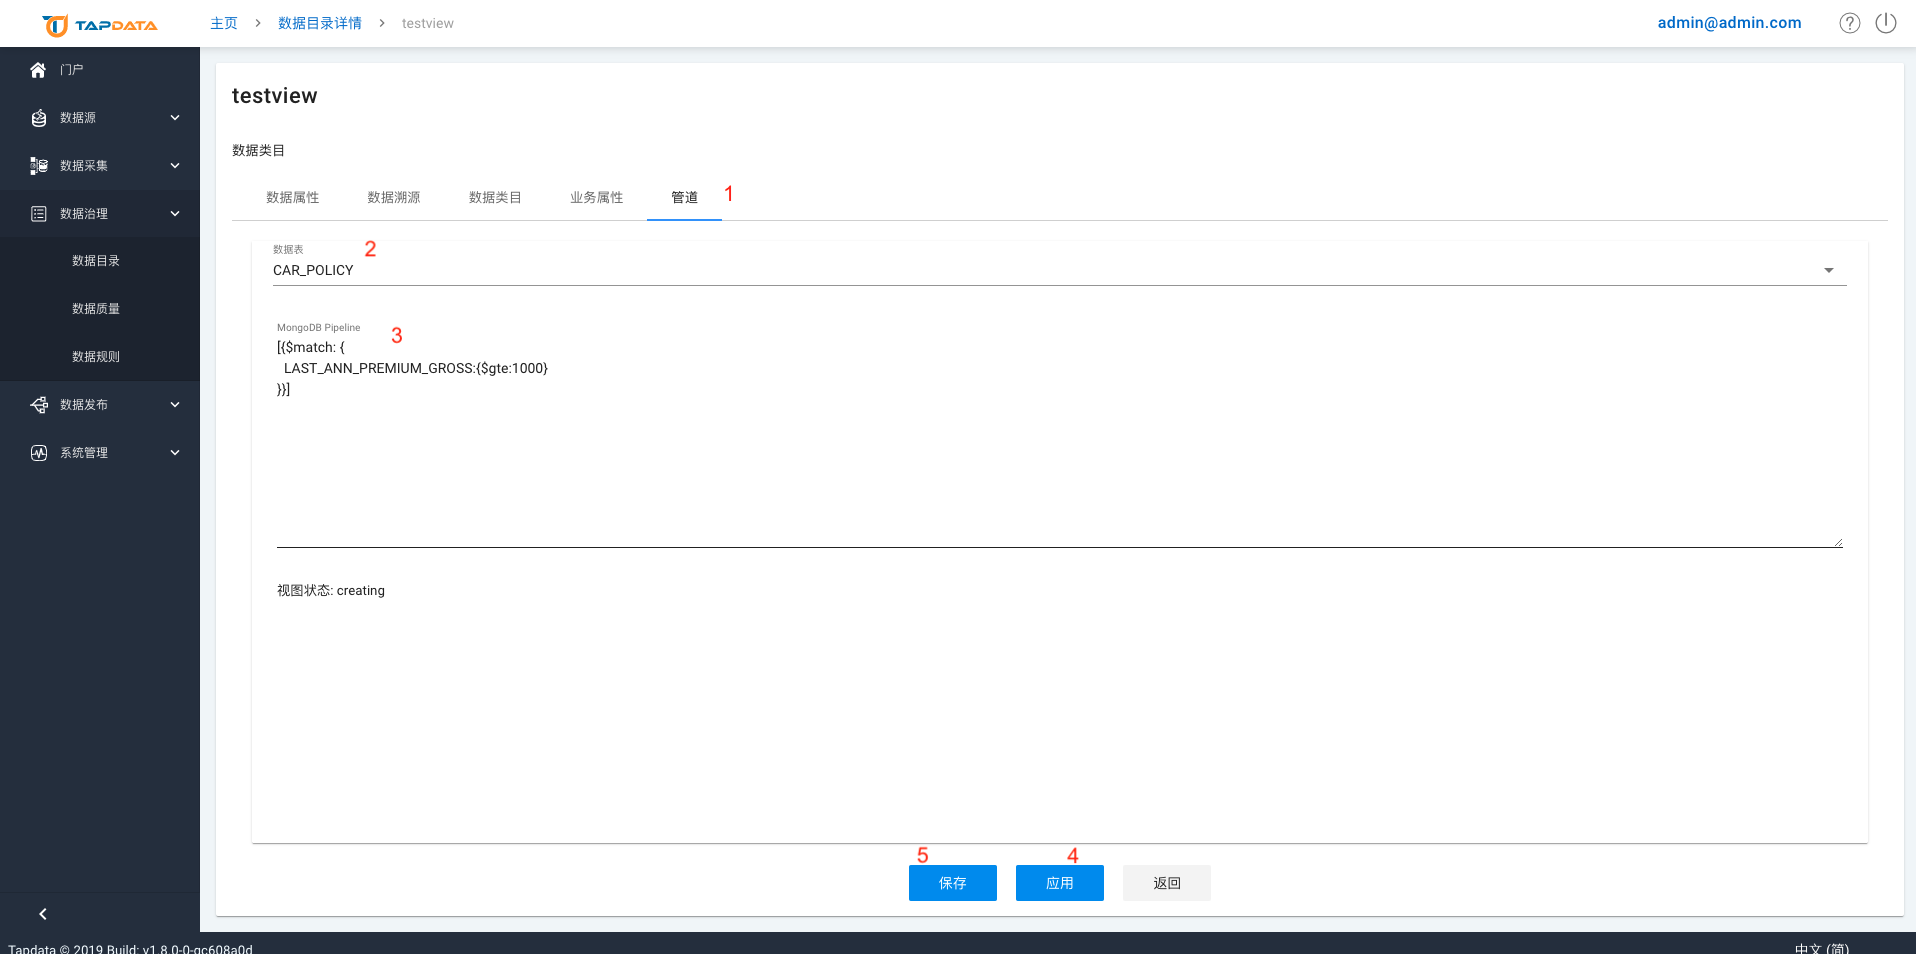 TAPDATA
主页 > 数据目录详情 > testview
admin@admin.com
门户
数据源
数据采集
数据治理
数据目录
数据质量
数据规则
数据发布
系统管理
testview
数据类目
数据属性 数据溯源 数据类目 业务属性 管道 1
数据表 2
CAR_POLICY
MongoDB Pipeline 3
[{$match: {
LAST_ANN_PREMIUM_GROSS:{$gte:1000}
}}]
视图状态: creating
5 4
保存 应用 返回
Tapdata © 2019 Build: v1.8.0-0-gc608a0d
中文 (简)